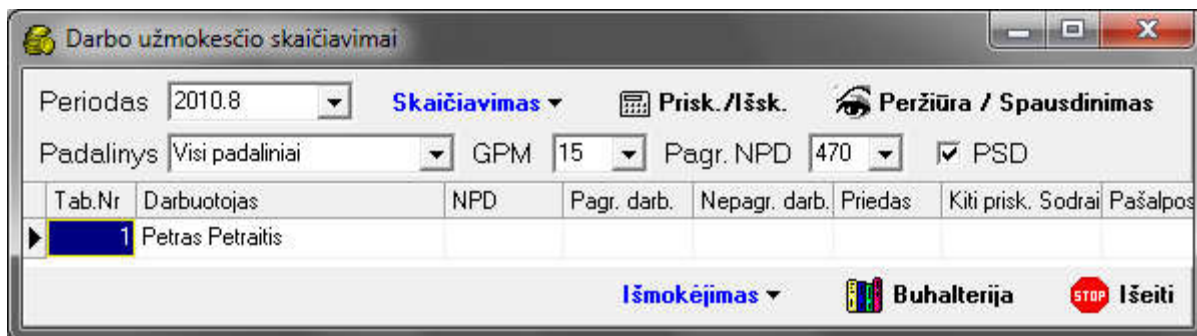 Darbo užmokesčio skaičiavimai
Periodas 2010.8 Skaičiavimas Prisk./Išsk. Peržiūra / Spausdinimas
Padalinys Visi padaliniai GPM 15 Pagr. NPD 470 PSD
Tab.Nr Darbuotojas NPD Pagr. darb. Nepagr. darb. Priedas Kiti prisk. Sodrai Pašalpos
1 Petras Petraitis
Išmokėjimas Buhalterija STOP Išeiti